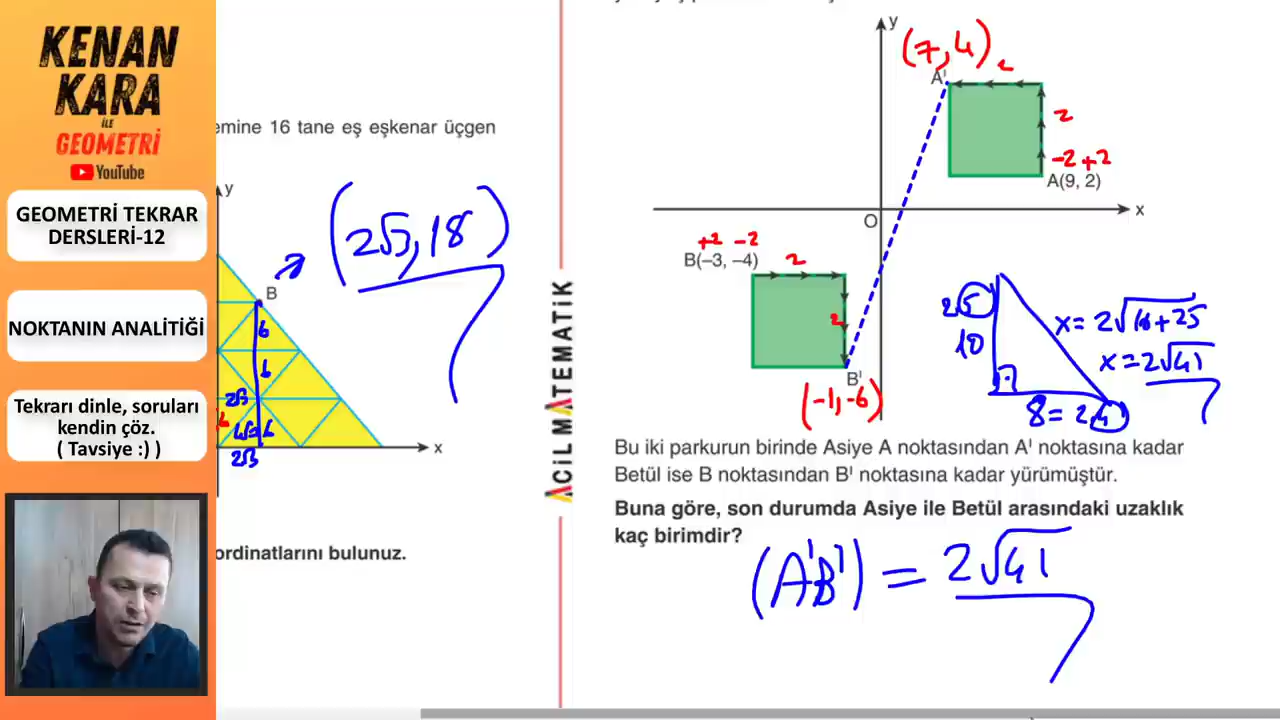 KENAN
KARA
İLE
GEOMETRİ
YouTube
GEOMETRİ TEKRAR
DERSLERİ-12
NOKTANIN ANALİTİĞİ
Tekrarı dinle, soruları
kendin çöz.
( Tavsiye :) )
emine 16 tane eş eşkenar üçgen
y
(2√3, 18)
B
6
6
2√3
6
2√3
x
ordinatlarını bulunuz.
ACİLMATEMATİK
y
(7, 4)
2
A'
2
-2 +2
A(9, 2)
O
x
+2 -2
B(–3, –4)
2
2
B'
(-1, -6)
2√5
10
x = 2√16+25
x = 2√41
8 = 2.4
Bu iki parkurun birinde Asiye A noktasından A' noktasına kadar
Betül ise B noktasından B' noktasına kadar yürümüştür.
Buna göre, son durumda Asiye ile Betül arasındaki uzaklık
kaç birimdir?
(A'B') = 2√41